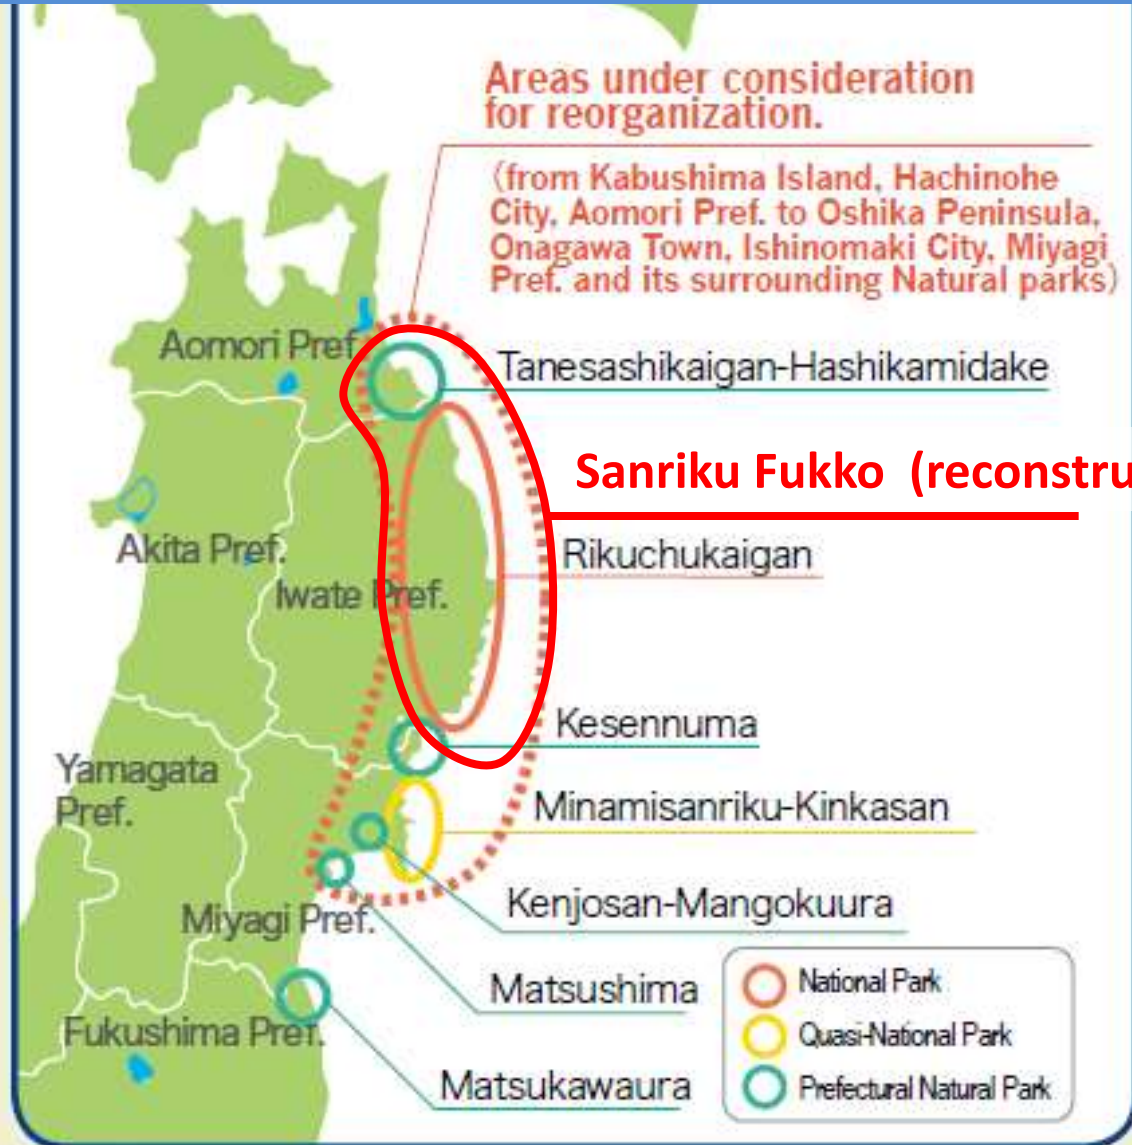 Areas under consideration
for reorganization.
(from Kabushima Island, Hachinohe
City, Aomori Pref. to Oshika Peninsula,
Onagawa Town, Ishinomaki City, Miyagi
Pref. and its surrounding Natural parks)
Aomori Pref.
Tanesashikaigan-Hashikamidake
Sanriku Fukko (reconstru
Akita Pref.
Rikuchukaigan
Iwate Pref.
Kesennuma
Yamagata
Pref.
Minamisanriku-Kinkasan
Kenjosan-Mangokuura
Miyagi Pref.
Matsushima
National Park
Quasi-National Park
Prefectural Natural Park
Fukushima Pref.
Matsukawaura